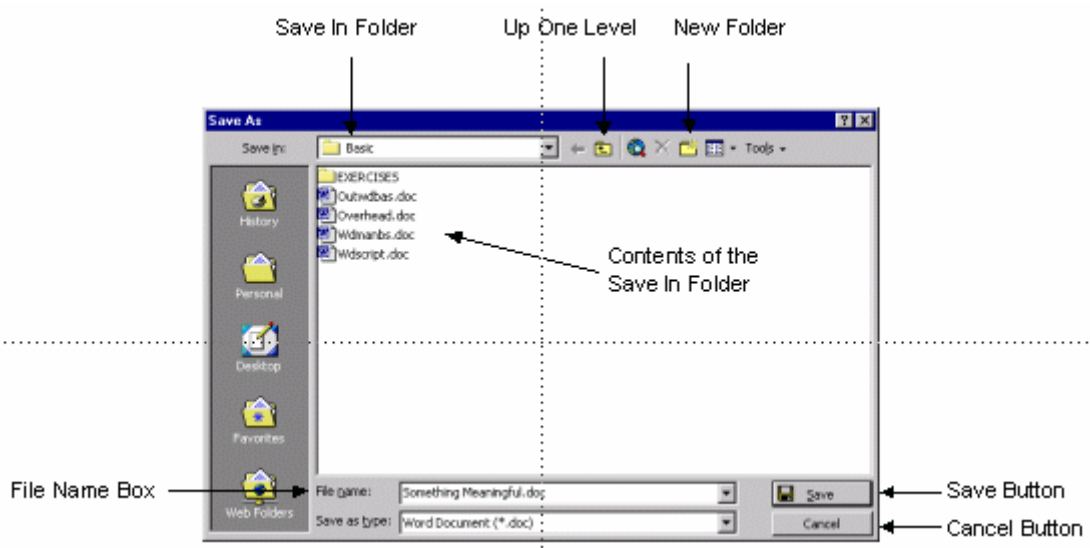 Save In Folder
Up One Level
New Folder
Save As
Save in:
Basic
Tools
EXERCISES
Outwdbas.doc
Overhead.doc
Wdmanbs.doc
Wdscript.doc
Contents of the
Save In Folder
History
Personal
Desktop
Favorites
Web Folders
File Name Box
File name:
Something Meaningful.doc
Save
Save Button
Save as type:
Word Document (*.doc)
Cancel
Cancel Button